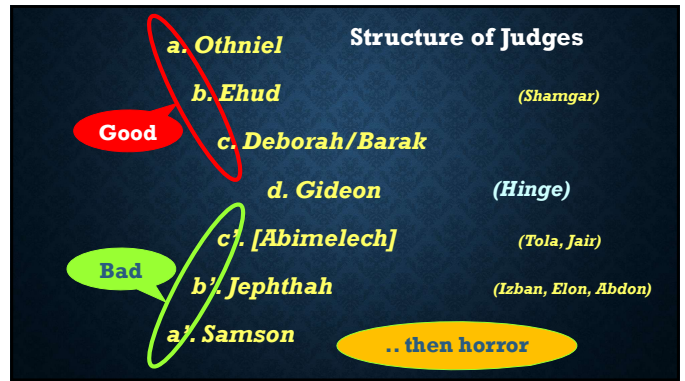 Structure of Judges
a. Othniel
b. Ehud (Shamgar)
Good
c. Deborah/Barak
d. Gideon (Hinge)
c'. [Abimelech] (Tola, Jair)
Bad
b'. Jephthah (Izban, Elon, Abdon)
a'. Samson
.. then horror